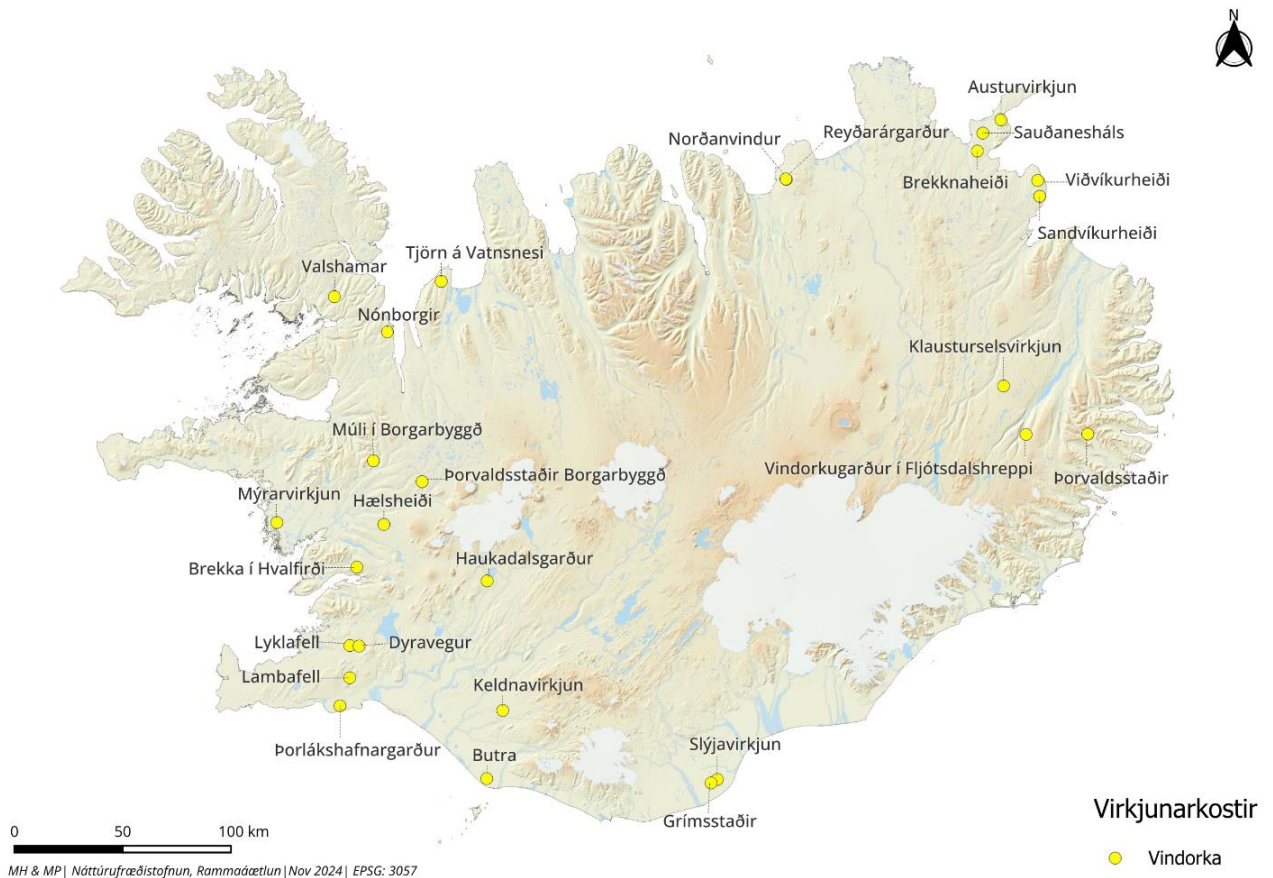 N
Austurvirkjun
Norðanvindur
Reyðarárgarður
Sauðanesháls
Brekknaheiði
Viðvíkurheiði
Sandvíkurheiði
Tjörn á Vatnsnesi
Valshamar
Nónborgir
Klausturselsvirkjun
Múli í Borgarbyggð
Þorvaldsstaðir Borgarbyggð
Vindorkugarður í Fljótsdalshreppi
Þorvaldsstaðir
Mýrarvirkjun
Hælsheiði
Brekka í Hvalfirði
Haukadalsgarður
Lyklafell
Dyravegur
Lambafell
Keldnavirkjun
Þorlákshafnargarður
Butra
Slýjavirkjun
Grímsstaðir
Virkjunarkostir
Vindorka
0 50 100 km
MH & MP| Náttúrufræðistofnun, Rammaáætlun|Nov 2024| EPSG: 3057